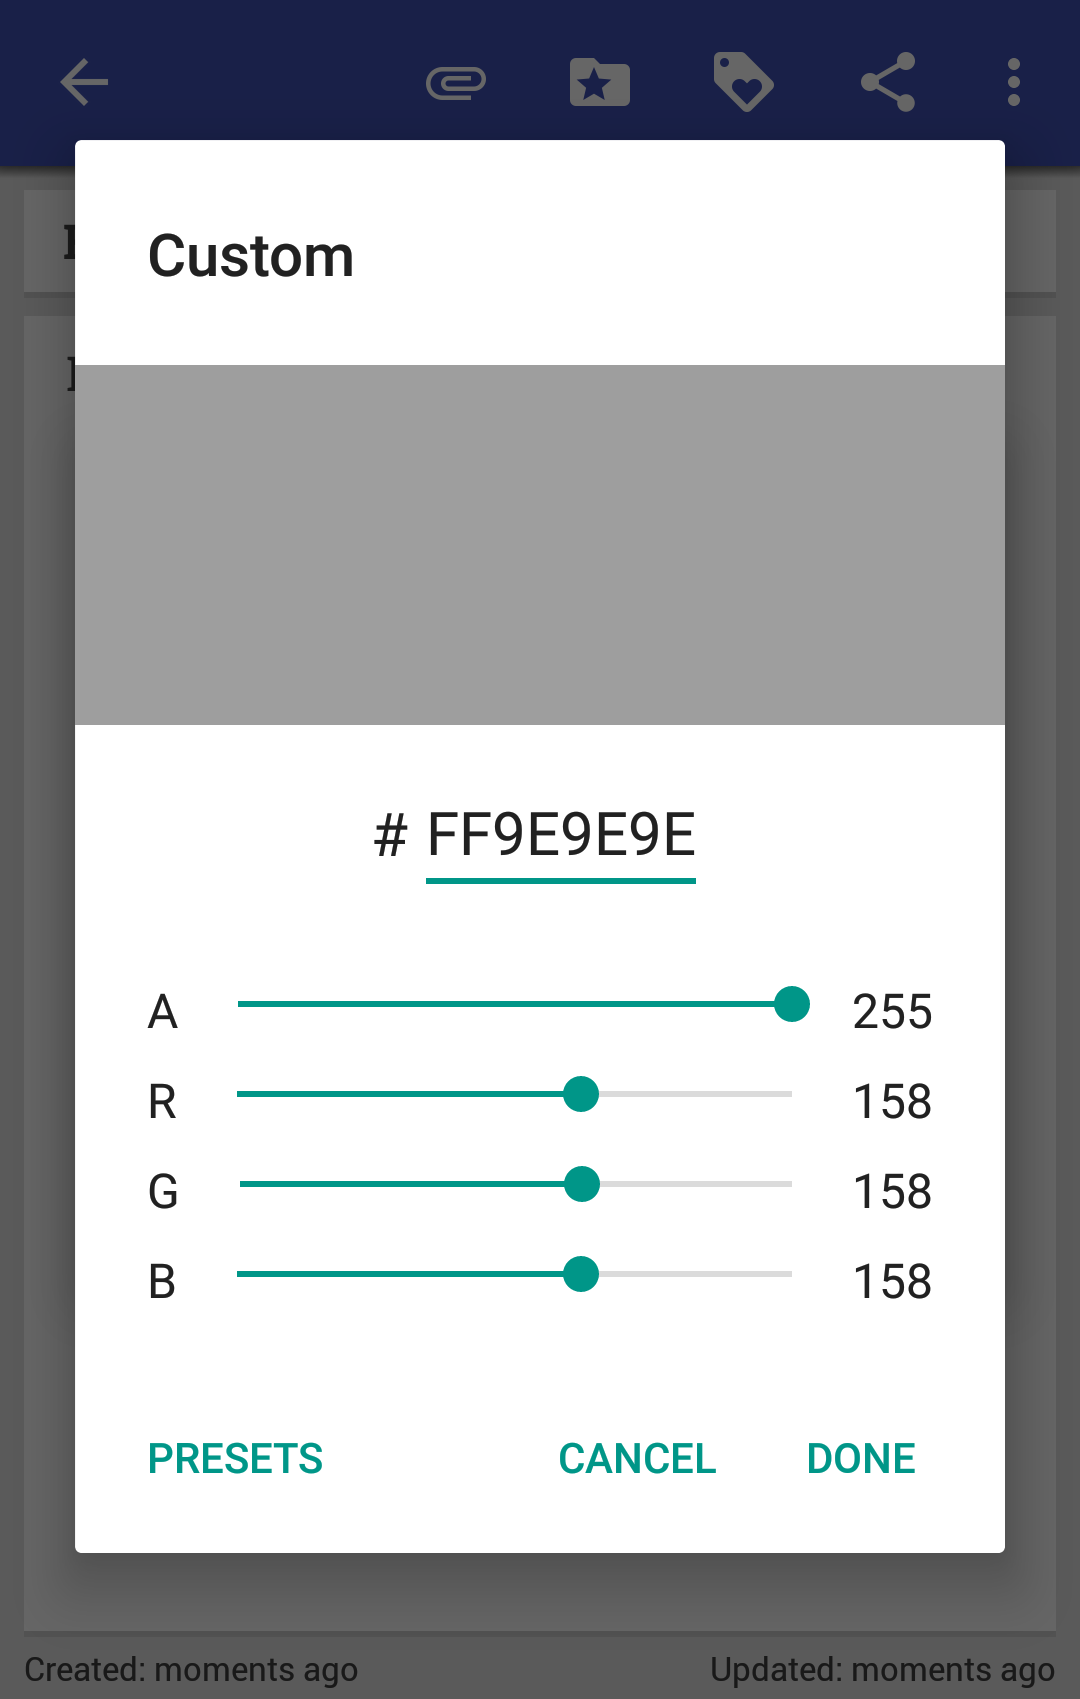 Custom
# FF9E9E9E
A 255
R 158
G 158
B 158
PRESETS CANCEL DONE
Created: moments ago Updated: moments ago